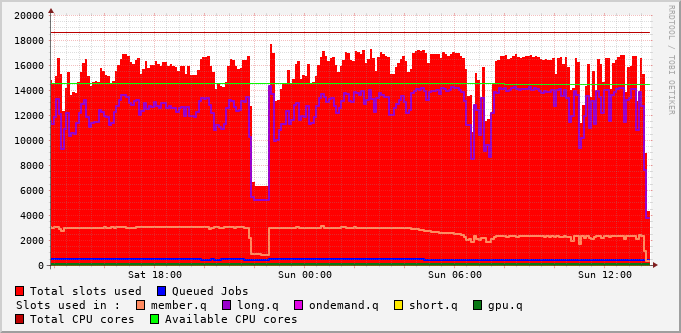 20000
18000
16000
14000
12000
10000
8000
6000
4000
2000
0
Sat 18:00 Sun 00:00 Sun 06:00 Sun 12:00
Total slots used Queued Jobs
Slots used in : member.q long.q ondemand.q short.q gpu.q
Total CPU cores Available CPU cores
RRDTOOL / TOBI OETIKER